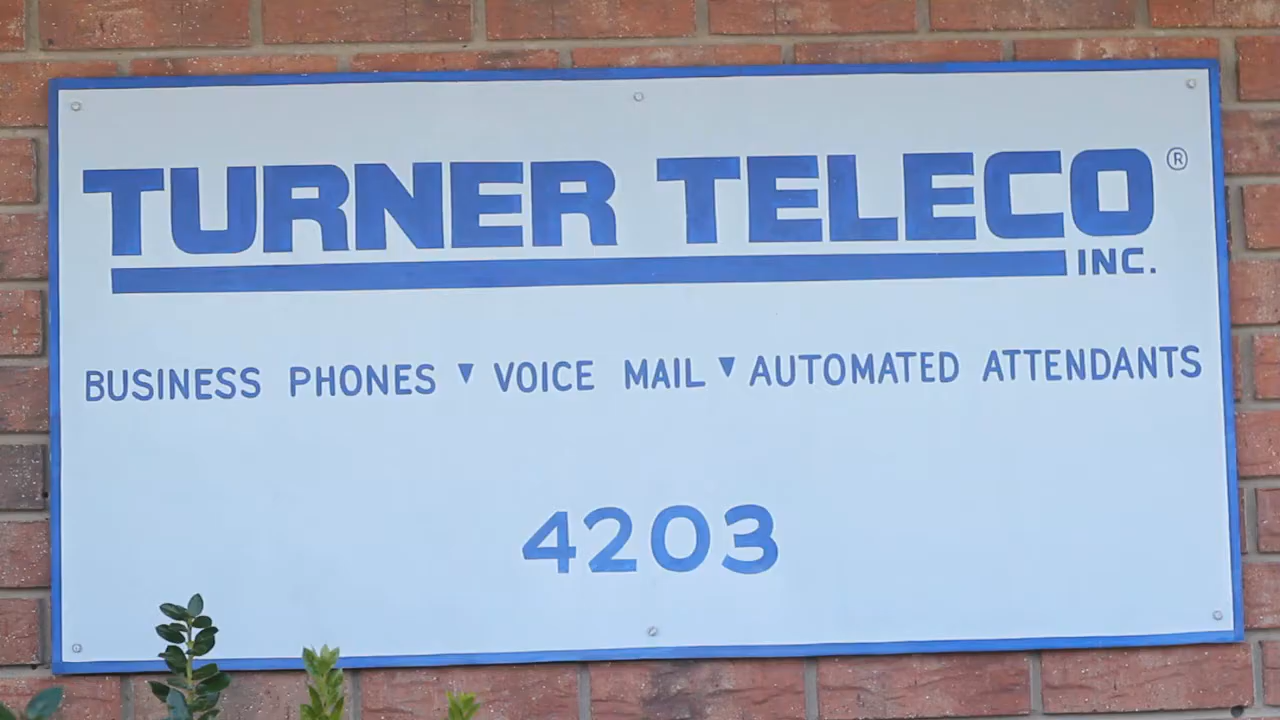 TURNER TELECO ®
INC.
BUSINESS PHONES ▼ VOICE MAIL ▼ AUTOMATED ATTENDANTS
4203